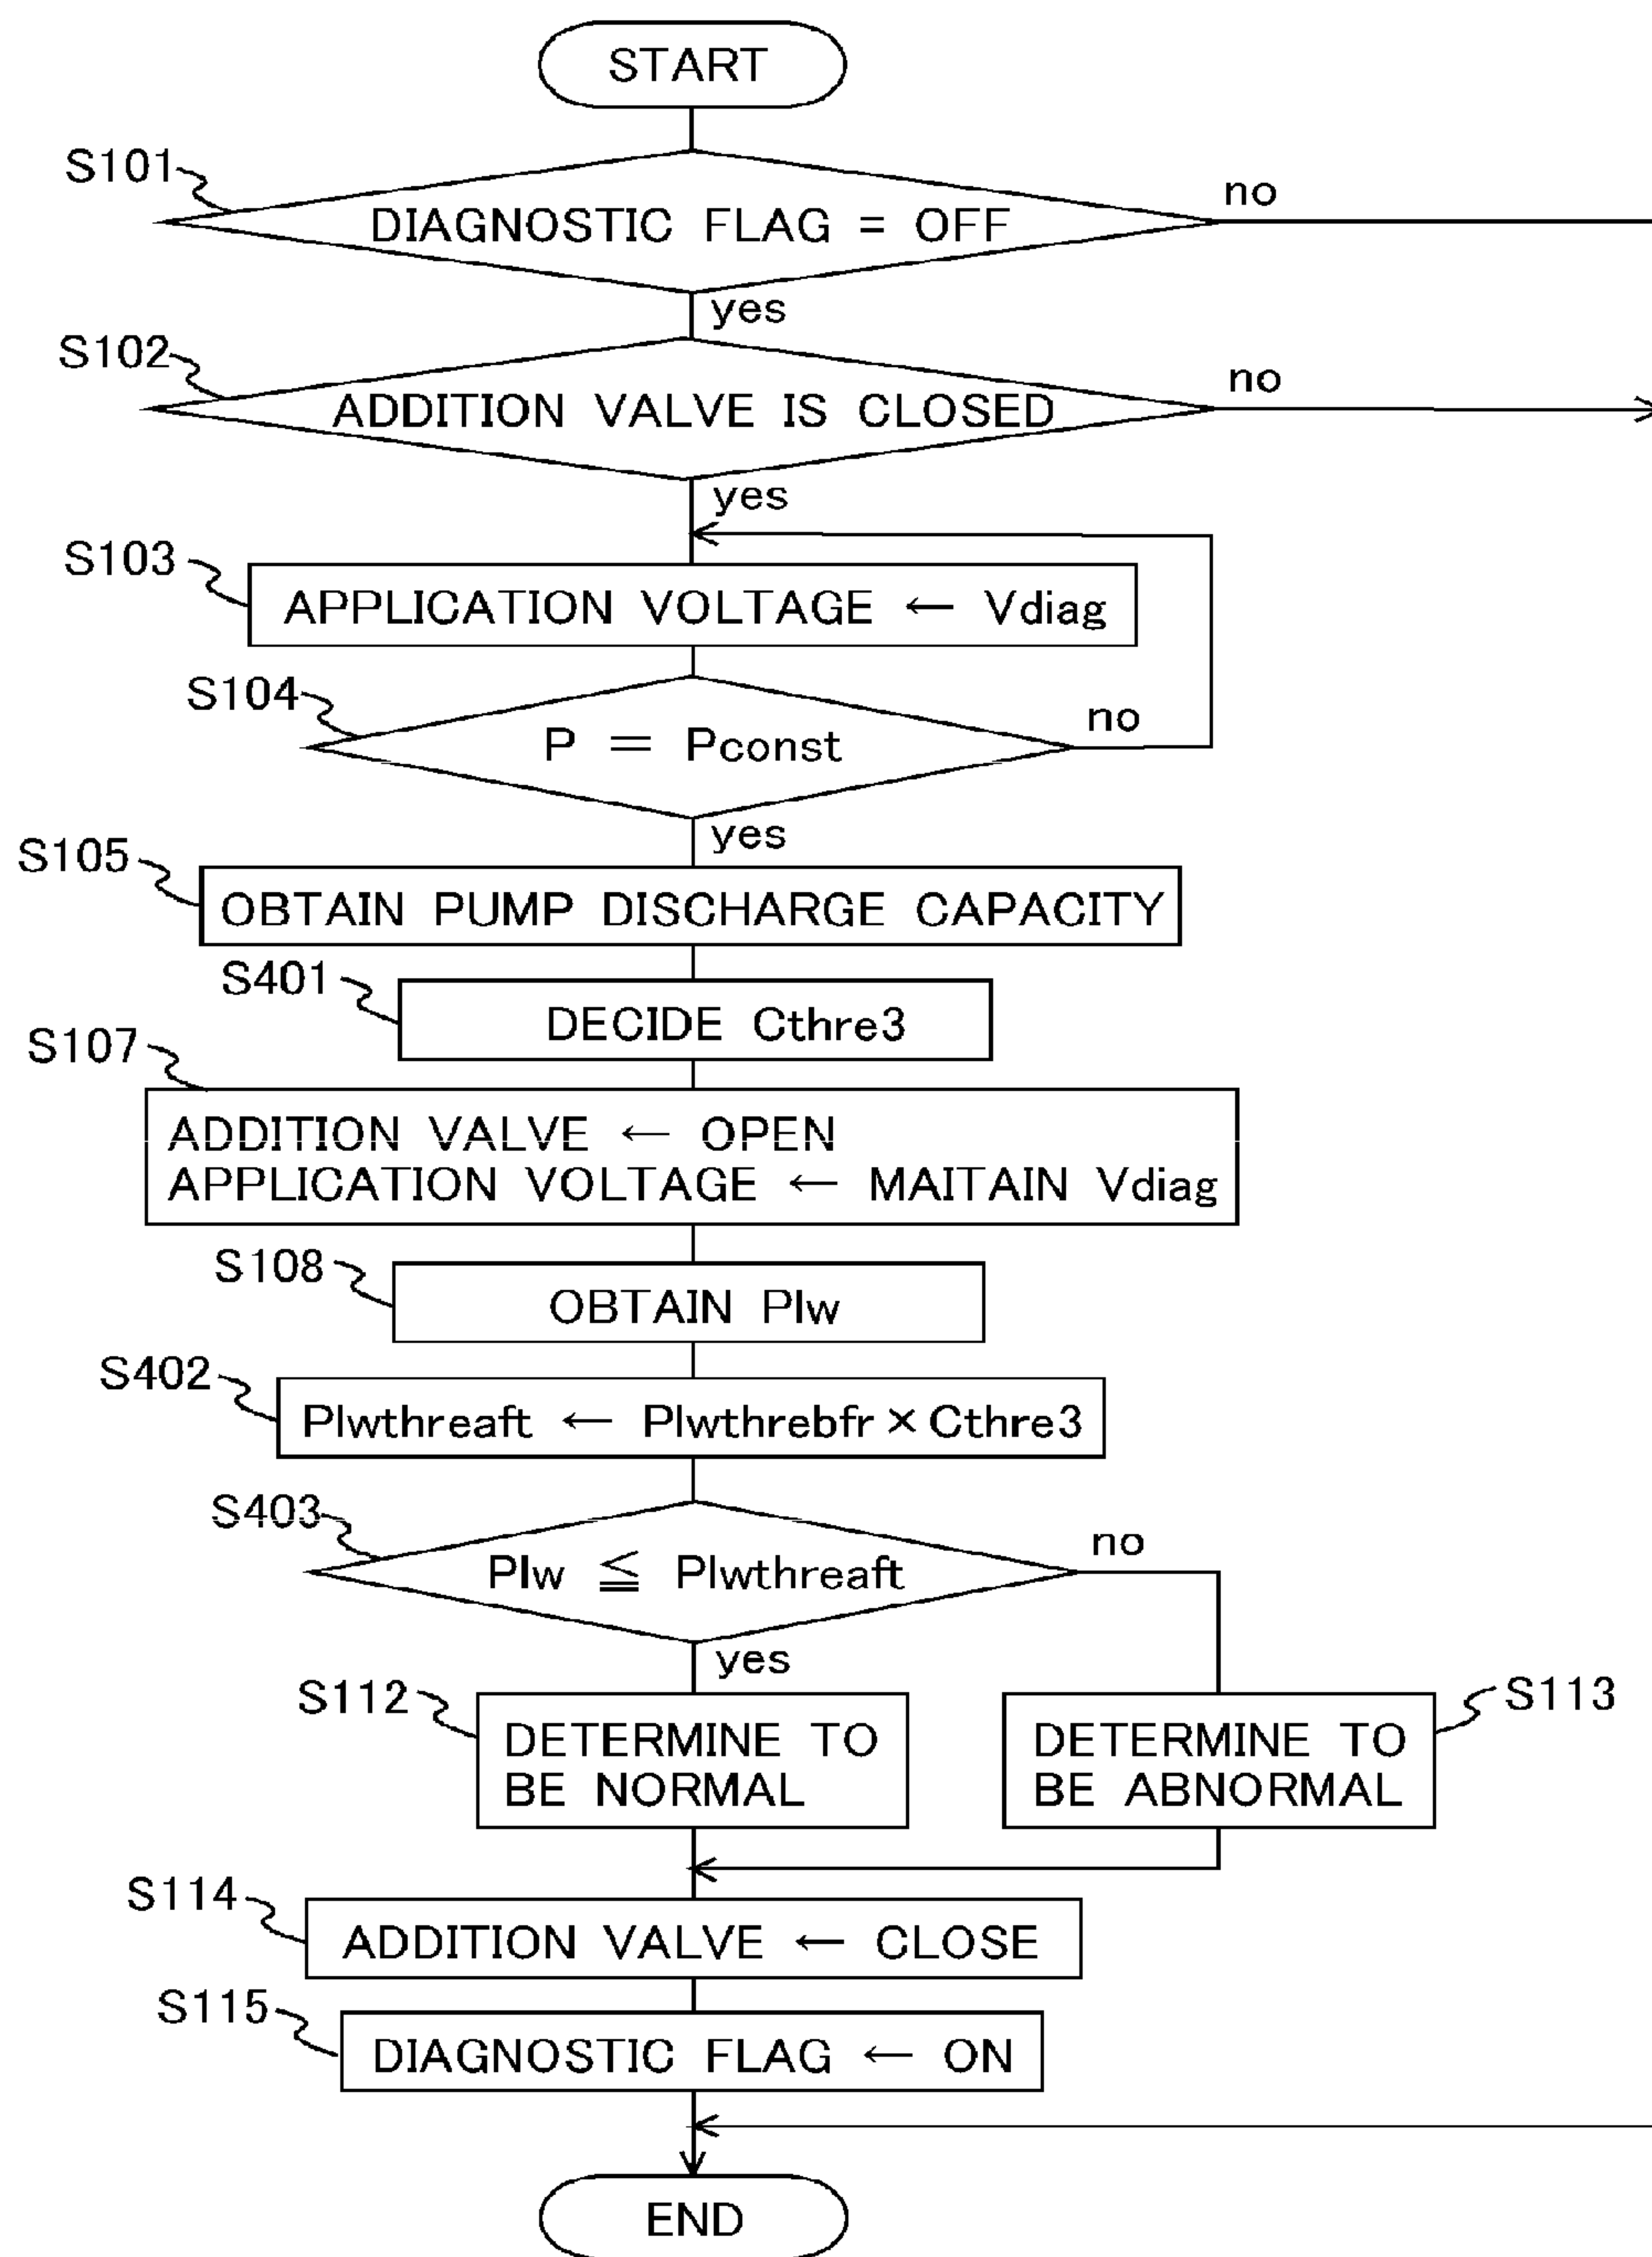 START
S101
DIAGNOSTIC FLAG = OFF
no
yes
S102
ADDITION VALVE IS CLOSED
no
yes
S103
APPLICATION VOLTAGE ← Vdiag
S104
P = Pconst
no
yes
S105
OBTAIN PUMP DISCHARGE CAPACITY
S401
DECIDE Cthre3
S107
ADDITION VALVE ← OPEN
APPLICATION VOLTAGE ← MAITAIN Vdiag
S108
OBTAIN Plw
S402
Plwthreaft ← Plwthrebfr × Cthre3
S403
Plw ≦ Plwthreaft
no
yes
S112
DETERMINE TO
BE NORMAL
S113
DETERMINE TO
BE ABNORMAL
S114
ADDITION VALVE ← CLOSE
S115
DIAGNOSTIC FLAG ← ON
END